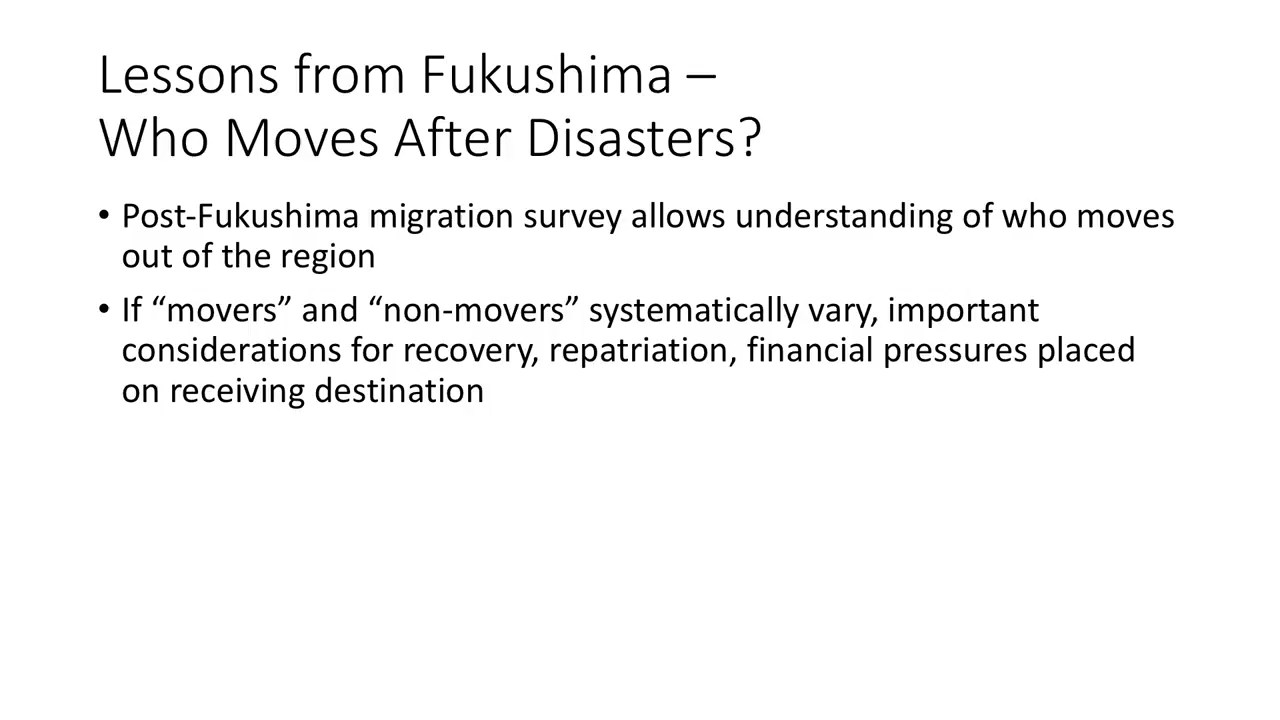 Lessons from Fukushima –
Who Moves After Disasters?
• Post-Fukushima migration survey allows understanding of who moves
out of the region
• If “movers” and “non-movers” systematically vary, important
considerations for recovery, repatriation, financial pressures placed
on receiving destination